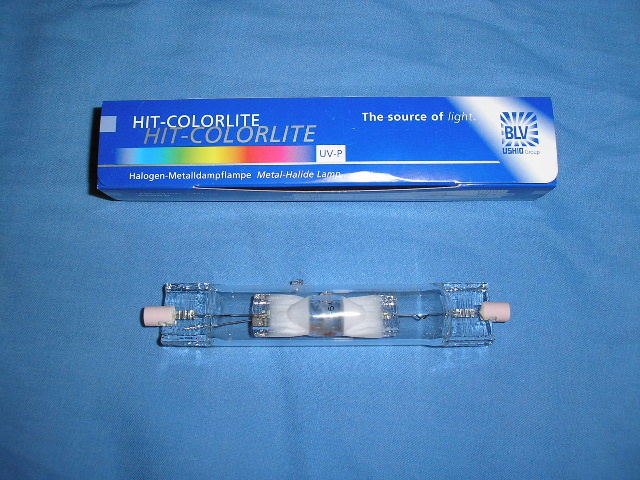 HIT-COLORLITE
HIT-COLORLITE
UV-P
Halogen-Metalldampflampe Metal-Halide Lamp
The source of light.
BLV
USHIO Group